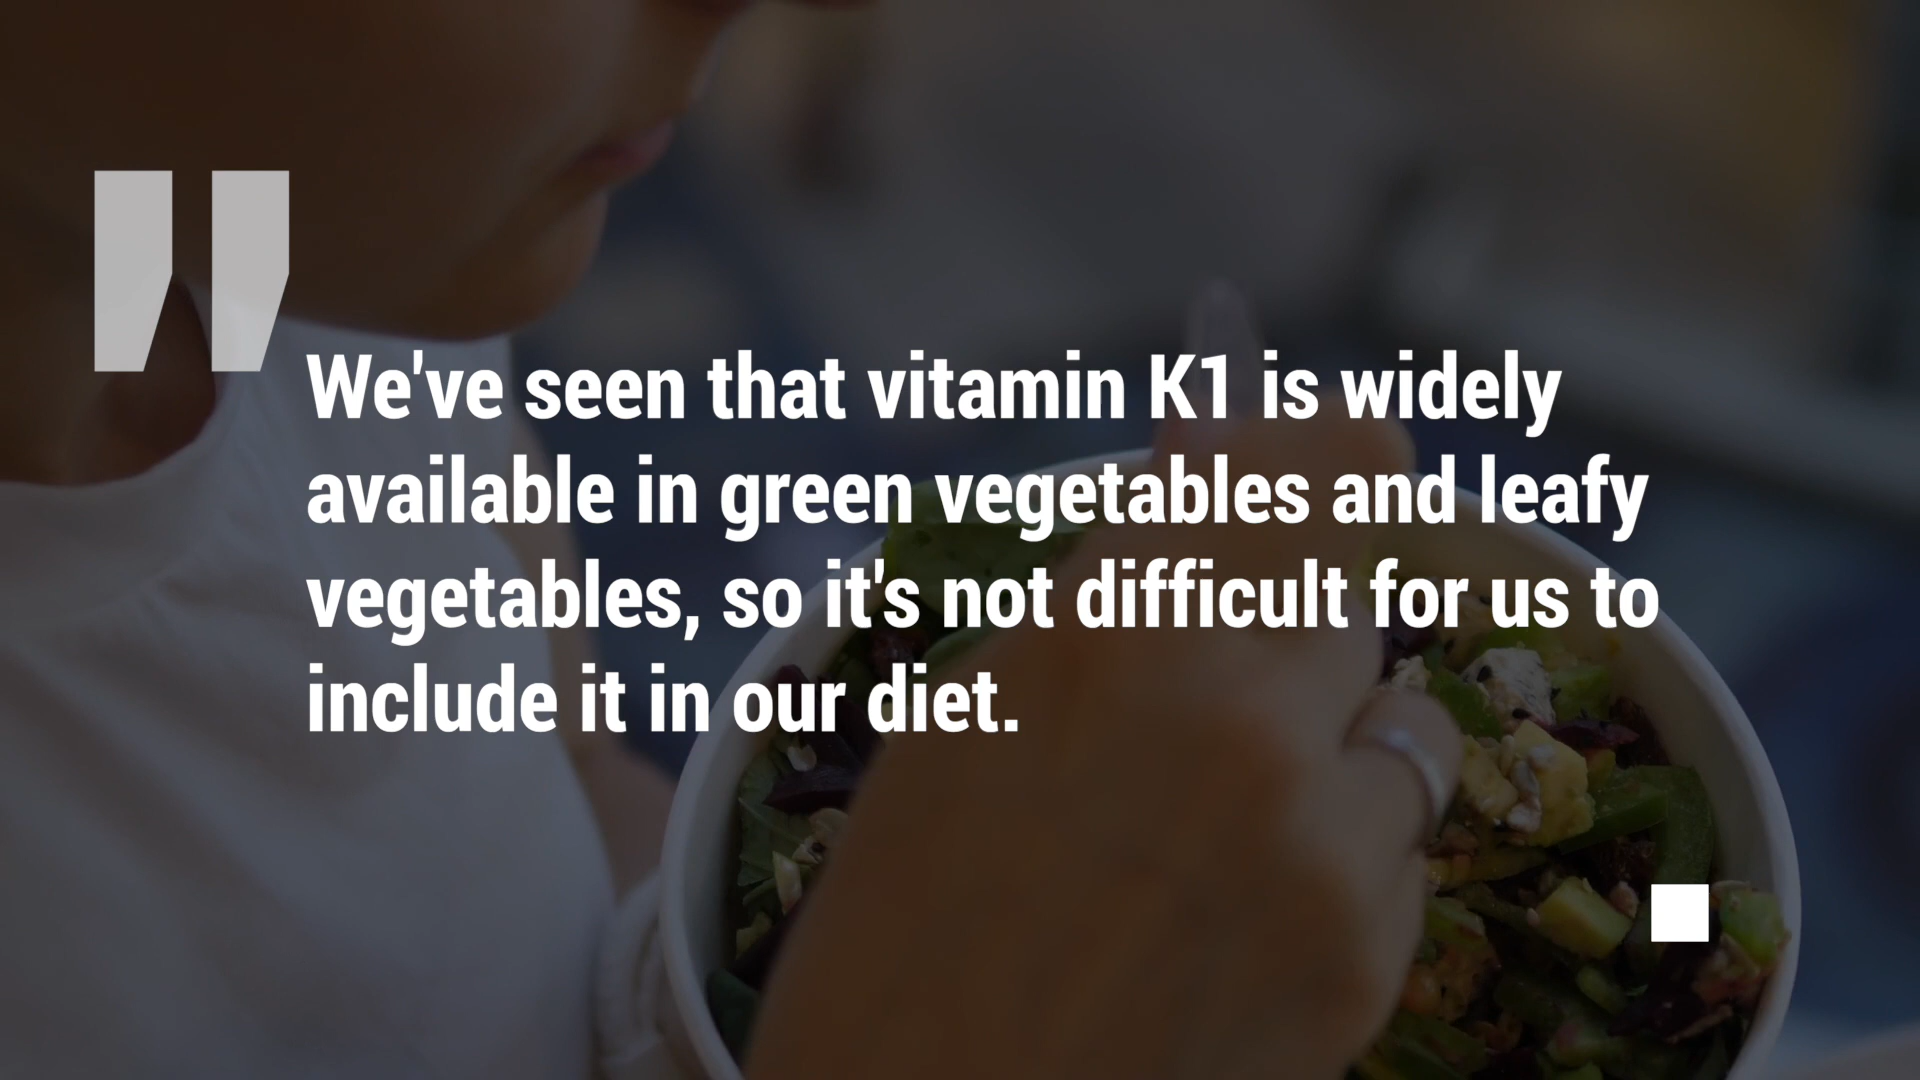 "
We've seen that vitamin K1 is widely
available in green vegetables and leafy
vegetables, so it's not difficult for us to
include it in our diet.